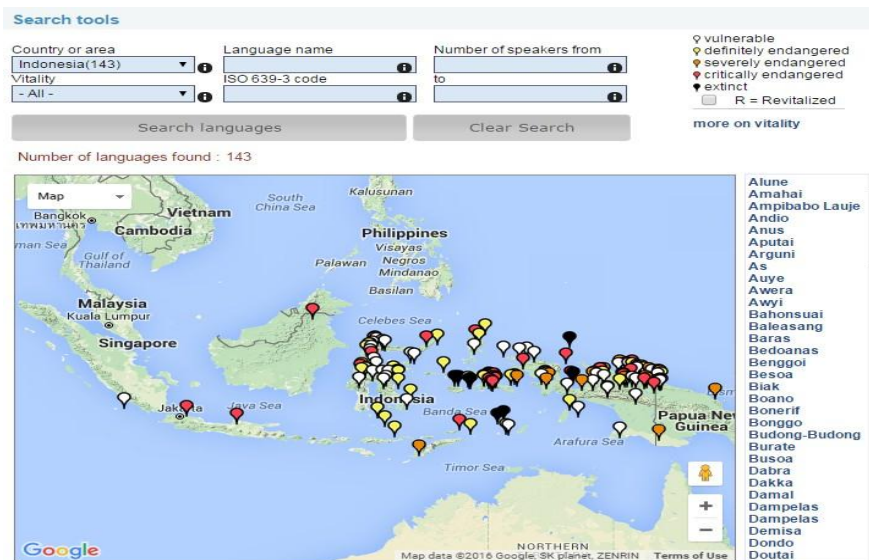 Search tools
Country or area Language name Number of speakers from
Indonesia(143)
Vitality ISO 639-3 code to
- All -
vulnerable
definitely endangered
severely endangered
critically endangered
extinct
R = Revitalized
more on vitality
Search languages Clear Search
Number of languages found : 143
Map
South
China Sea
Kalusunan
Bangkok
Vietnam
Cambodia
Philippines
Visayas
Negros
Palawan
Mindanao
Gulf of
Thailand
Basilan
Malaysia
Kuala Lumpur
Celebes Sea
Singapore
Indonesia
Java Sea
Banda Sea
Papua New
Guinea
Arafura Sea
Timor Sea
NORTHERN
Google
Map data ©2016 Google, SK planet, ZENRIN Terms of Use
Alune
Amahai
Ampibabo Lauje
Andio
Anus
Aputai
Arguni
As
Auye
Awera
Awyi
Bahonsuai
Baleasang
Baras
Bedoanas
Benggoi
Besoa
Biak
Boano
Bonerif
Bonggo
Budong-Budong
Burate
Busoa
Dabra
Dakka
Damal
Dampelas
Dampelas
Demisa
Dondo
Doutai